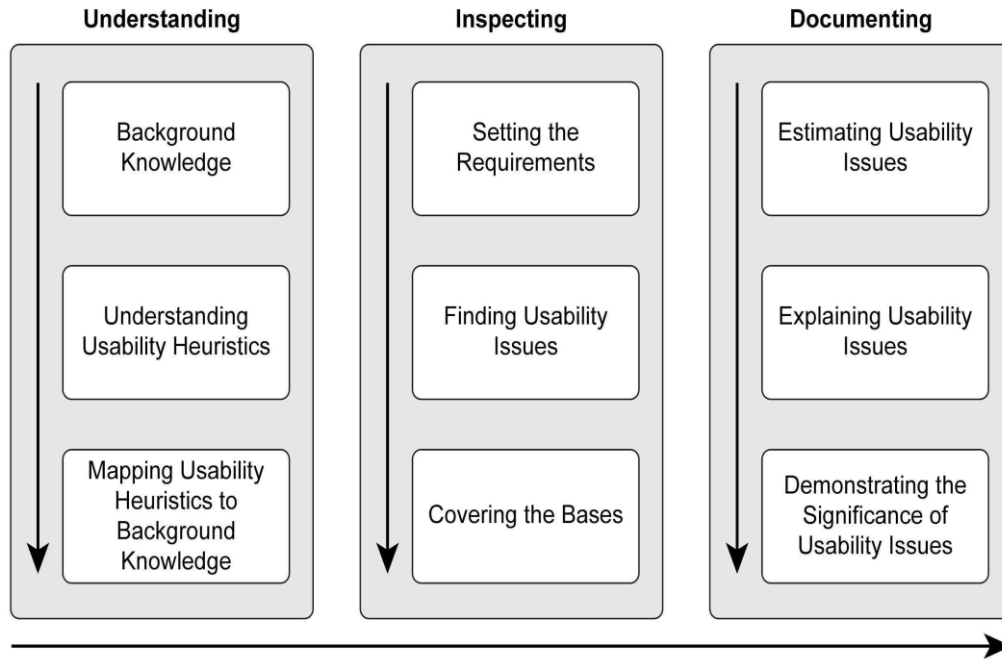 Understanding
Background
Knowledge
Understanding
Usability Heuristics
Mapping Usability
Heuristics to
Background
Knowledge
Inspecting
Setting the
Requirements
Finding Usability
Issues
Covering the Bases
Documenting
Estimating Usability
Issues
Explaining Usability
Issues
Demonstrating the
Significance of
Usability Issues